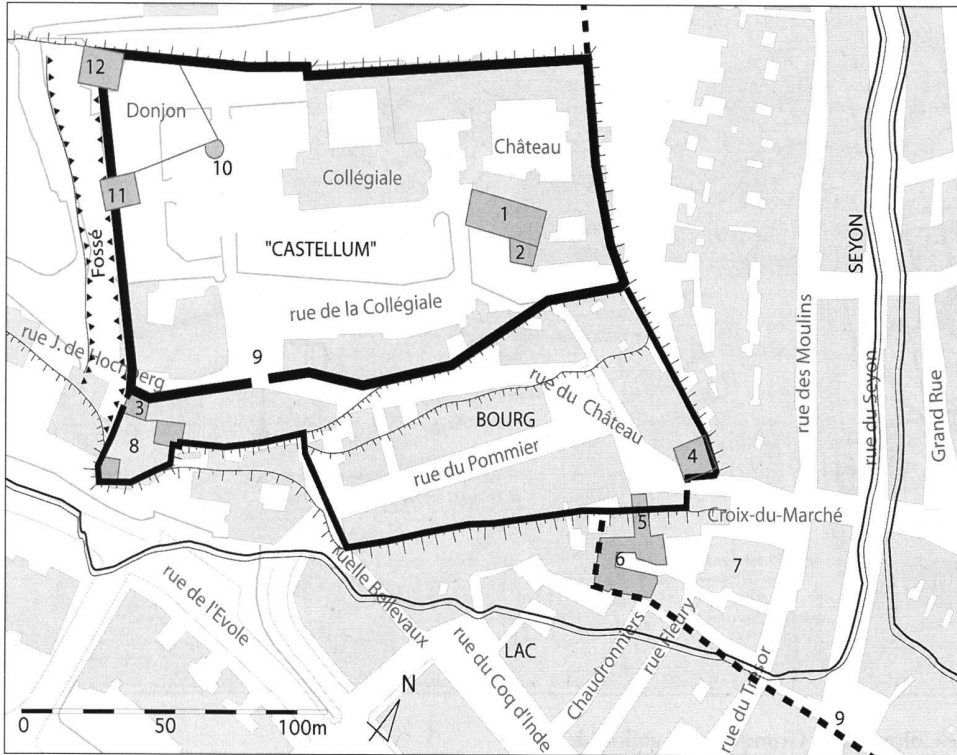 12
Donjon
10
11
Collégiale
Château
1
2
"CASTELLUM"
Fossé
rue de la Collégiale
rue J. de Hochberg
9
3
8
BOURG
rue du Château
rue du Pommier
4
5
Croix-du-Marché
6
7
rue des Moulins
SEYON
rue du Seyon
Grand Rue
ruelle Bellevaux
rue de l'Evole
LAC
rue du Coq d'Inde
Chaudronniers
rue Fleury
rue du Trésor
9
N
0 50 100m